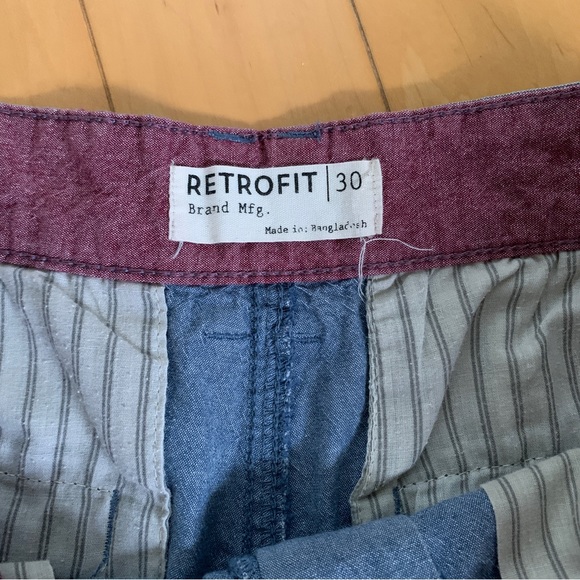 RETROFIT | 30
Brand Mfg.
Made in: Bangladesh